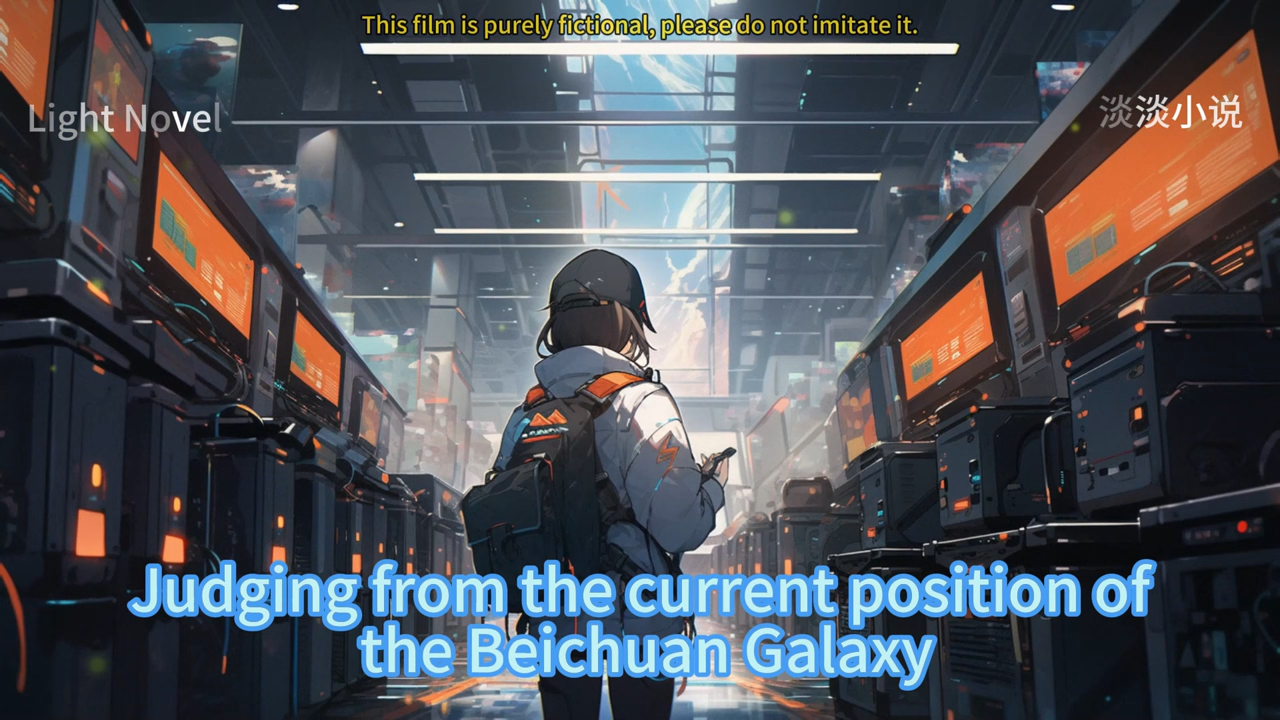 This film is purely fictional, please do not imitate it.
Light Novel
淡淡小说
Judging from the current position of
the Beichuan Galaxy